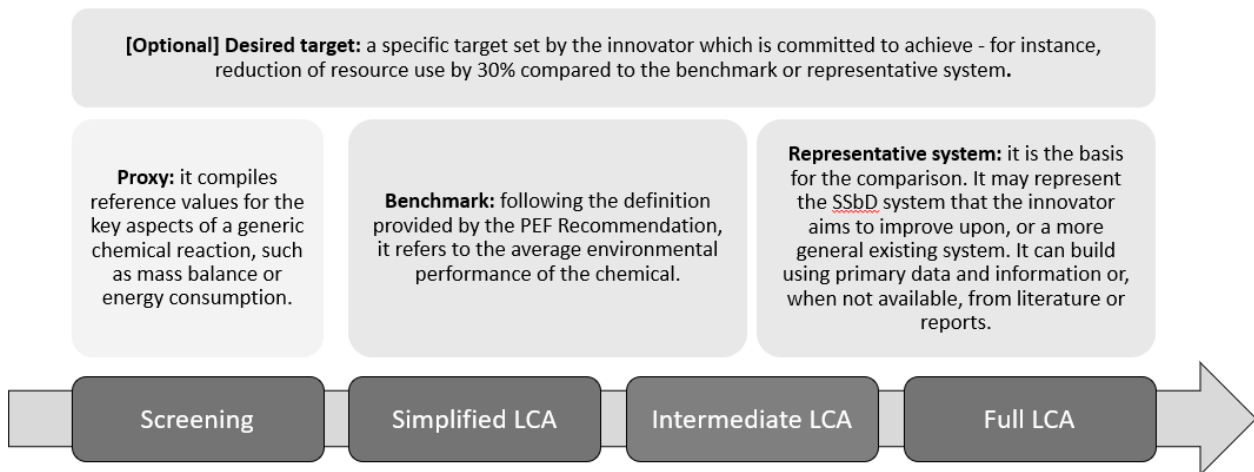 [Optional] Desired target: a specific target set by the innovator which is committed to achieve - for instance,
reduction of resource use by 30% compared to the benchmark or representative system.
Proxy: it compiles
reference values for the
key aspects of a generic
chemical reaction, such
as mass balance or
energy consumption.
Benchmark: following the definition
provided by the PEF Recommendation,
it refers to the average environmental
performance of the chemical.
Representative system: it is the basis
for the comparison. It may represent
the SSbD system that the innovator
aims to improve upon, or a more
general existing system. It can build
using primary data and information or,
when not available, from literature or
reports.
Screening
Simplified LCA
Intermediate LCA
Full LCA